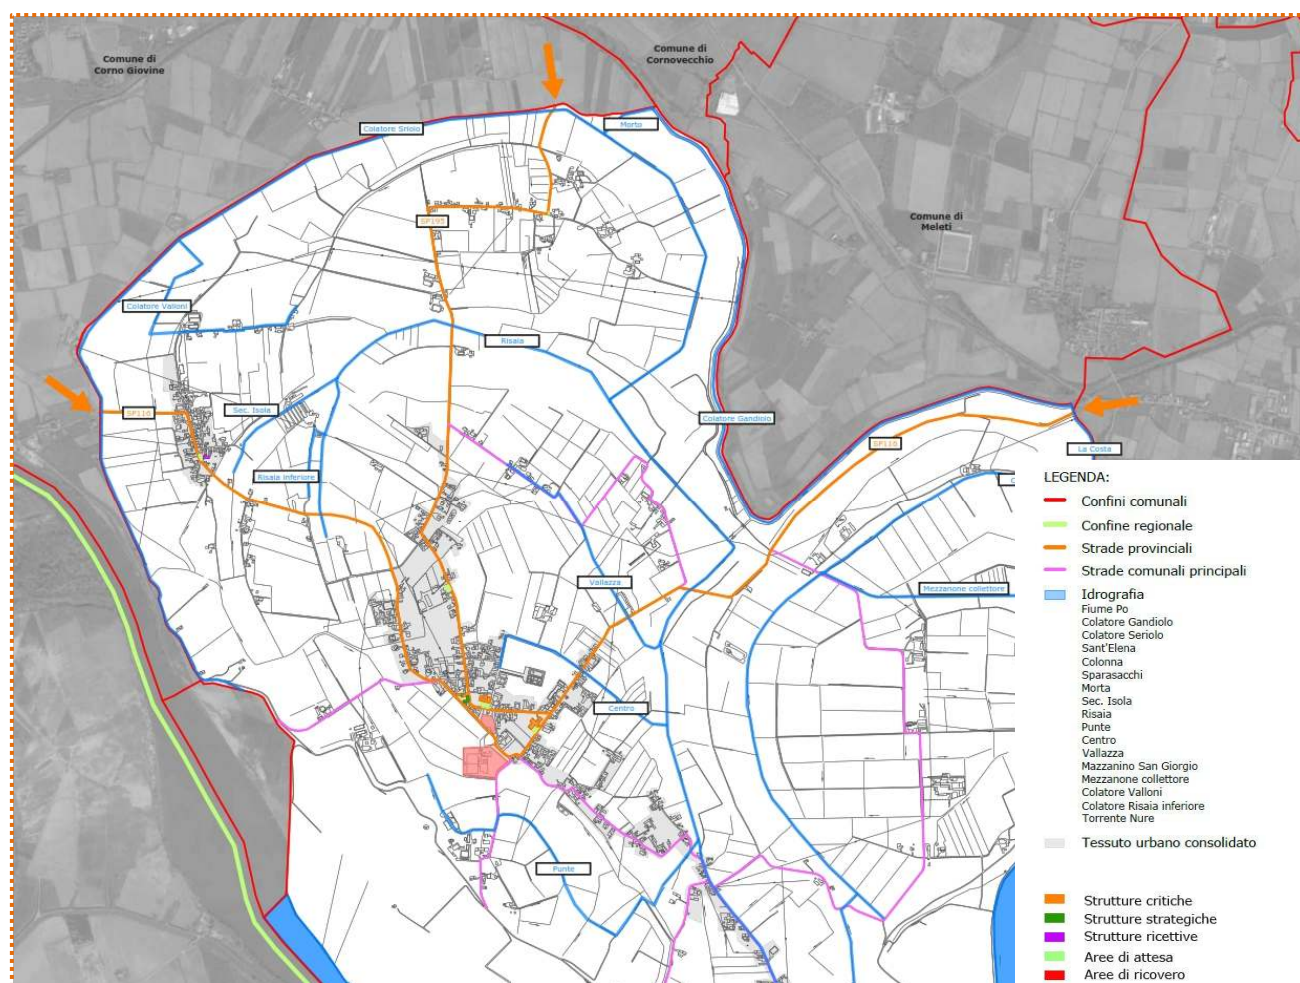 Comune di
Corno Giovine
Comune di
Cornovecchio
Colatore Sriolo
Morto
SP195
Comune di
Meleti
Colatore Valloni
Risaia
SP116
Sec. Isola
Colatore Gandiolo
SP116
La Costa
Risaia inferiore
Vallazza
Mezzanone collettore
Centro
Punte
LEGENDA:
Confini comunali
Confine regionale
Strade provinciali
Strade comunali principali
Idrografia
Fiume Po
Colatore Gandiolo
Colatore Seriolo
Sant'Elena
Colonna
Sparasacchi
Morta
Sec. Isola
Risaia
Punte
Centro
Vallazza
Mazzanino San Giorgio
Mezzanone collettore
Colatore Valloni
Colatore Risaia inferiore
Torrente Nure
Tessuto urbano consolidato
Strutture critiche
Strutture strategiche
Strutture ricettive
Aree di attesa
Aree di ricovero